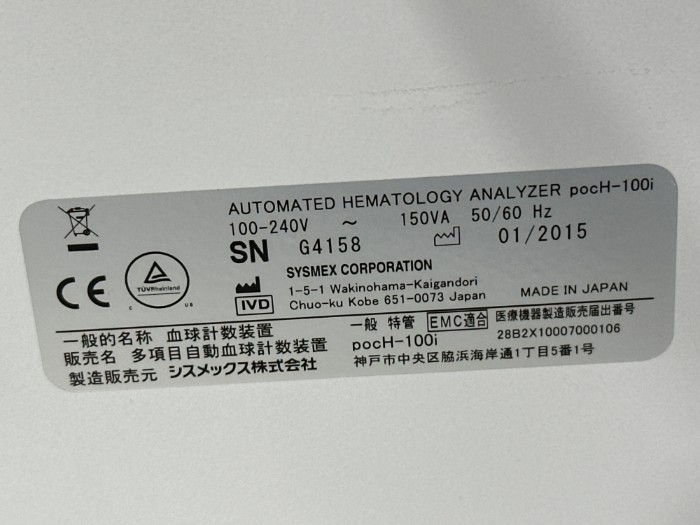 AUTOMATED HEMATOLOGY ANALYZER pocH-100i
100-240V ~ 150VA 50/60 Hz
SN G4158 01/2015
SYSMEX CORPORATION
1-5-1 Wakinohama-Kaigandori
Chuo-ku Kobe 651-0073 Japan
MADE IN JAPAN
CE
TÜVRheinland
C US
IVD
一般的名称 血球計数装置
一般 特管 EMC適合 医療機器製造販売届出番号
28B2X10007000106
販売名 多項目自動血球計数装置 pocH-100i
製造販売元 シスメックス株式会社 神戸市中央区脇浜海岸通1丁目5番1号